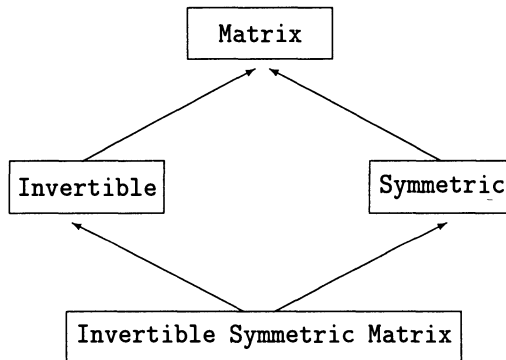 Matrix
Invertible
Symmetric
Invertible Symmetric Matrix